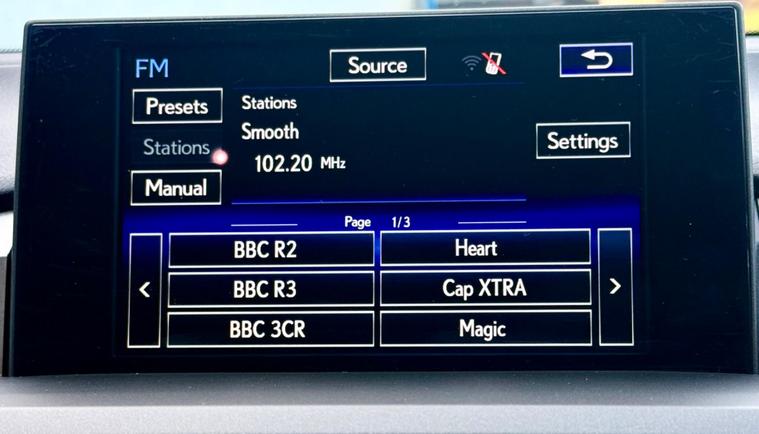 FM
Source
Presets
Stations
Smooth
Stations
102.20 MHz
Settings
Manual
Page 1/3
BBC R2
Heart
BBC R3
Cap XTRA
BBC 3CR
Magic